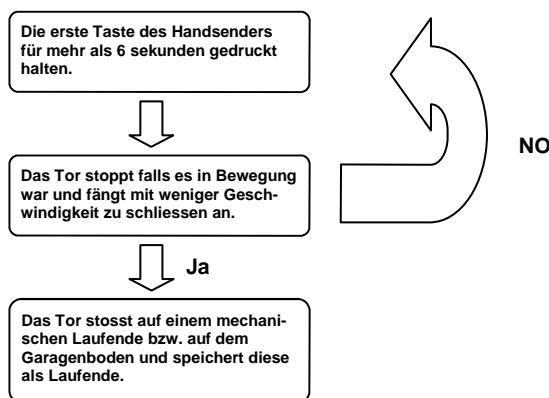 Die erste Taste des Handsenders
für mehr als 6 sekunden gedruckt
halten.
NO
Das Tor stoppt falls es in Bewegung
war und fängt mit weniger Gesch-
windigkeit zu schliessen an.
Ja
Das Tor stosst auf einem mechani-
schen Laufende bzw. auf dem
Garagenboden und speichert diese
als Laufende.